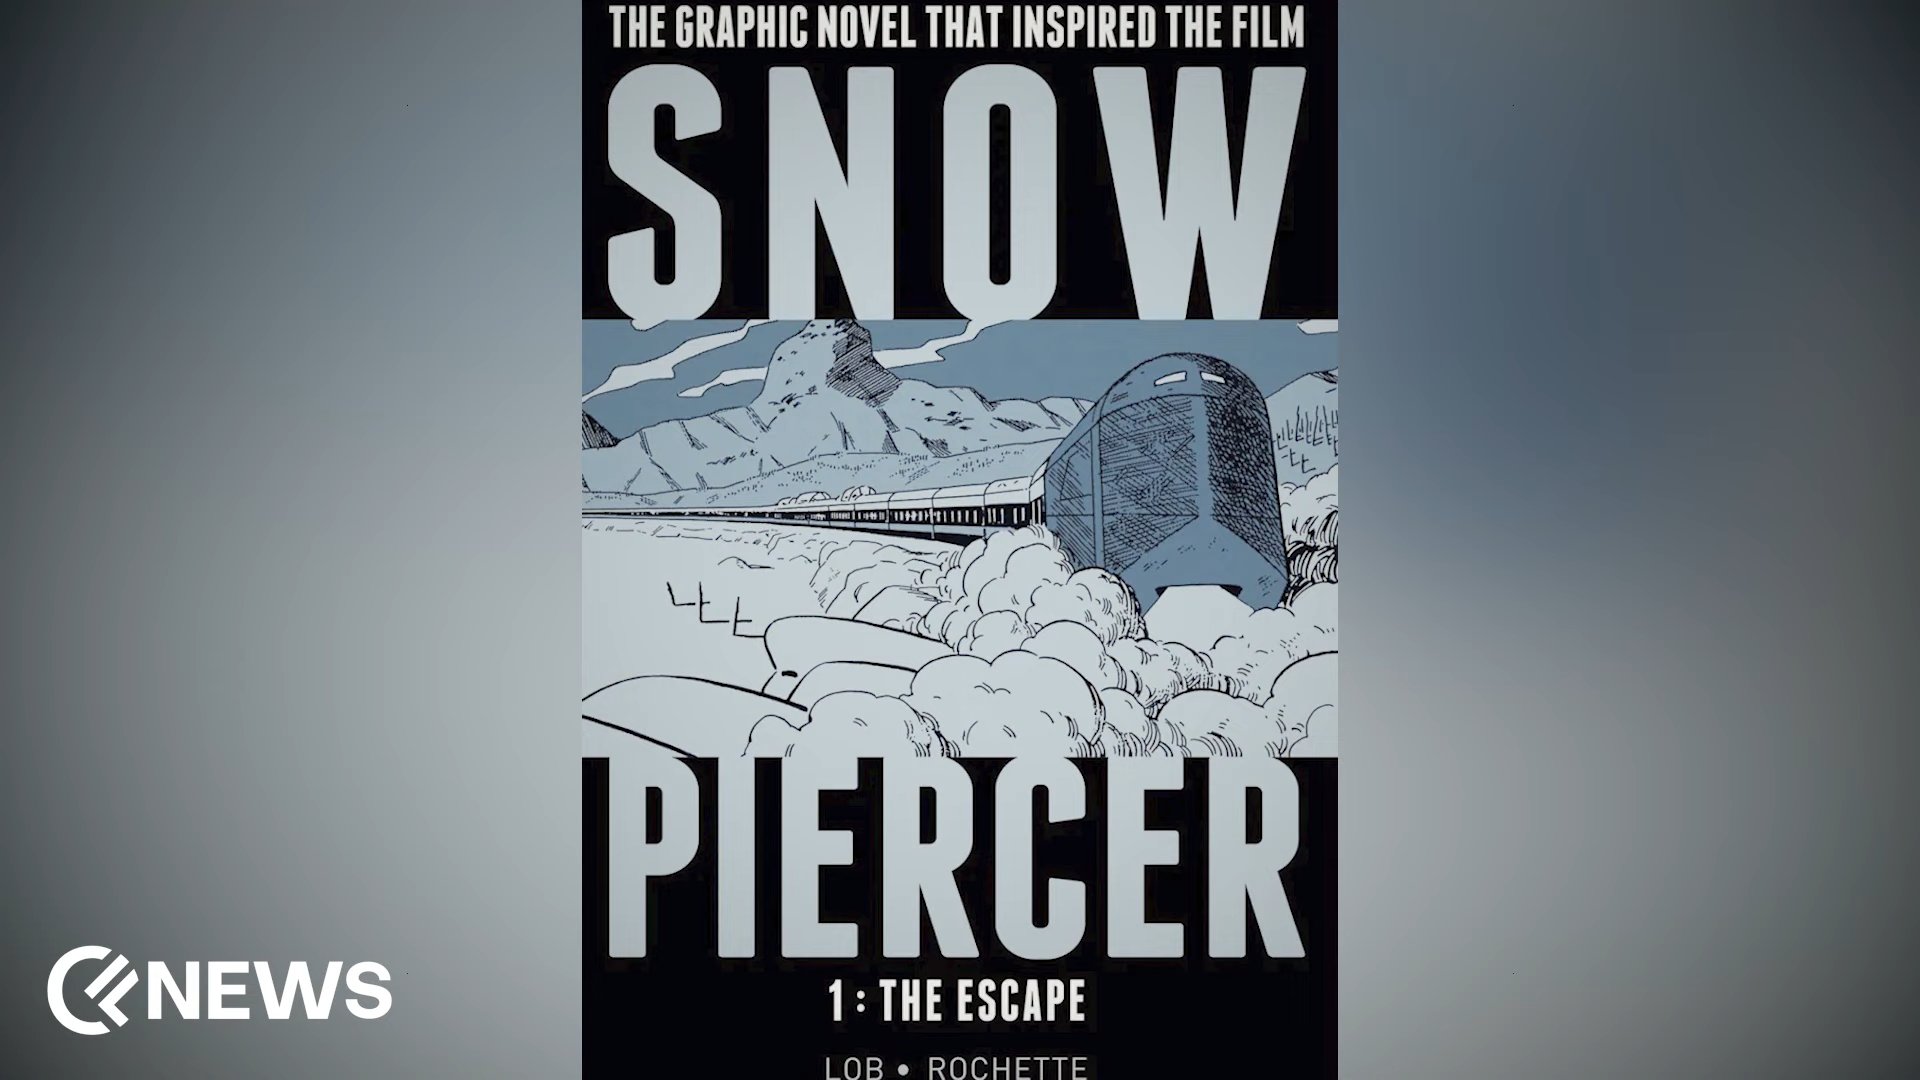 THE GRAPHIC NOVEL THAT INSPIRED THE FILM
SNOW
PIERCER
1: THE ESCAPE
LOB • ROCHETTE
NEWS